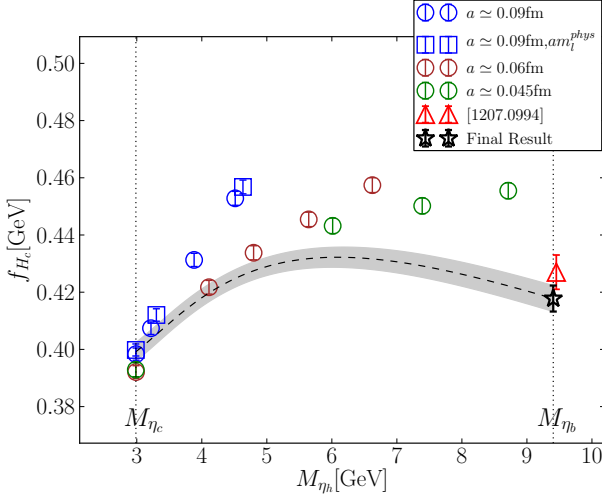 a ≃ 0.09fm
a ≃ 0.09fm,am_l^{phys}
a ≃ 0.06fm
a ≃ 0.045fm
[1207.0994]
Final Result
f_{H_c}[GeV]
0.50
0.48
0.46
0.44
0.42
0.40
0.38
M_{η_c}
M_{η_b}
3 4 5 6 7 8 9 10
M_{η_h}[GeV]